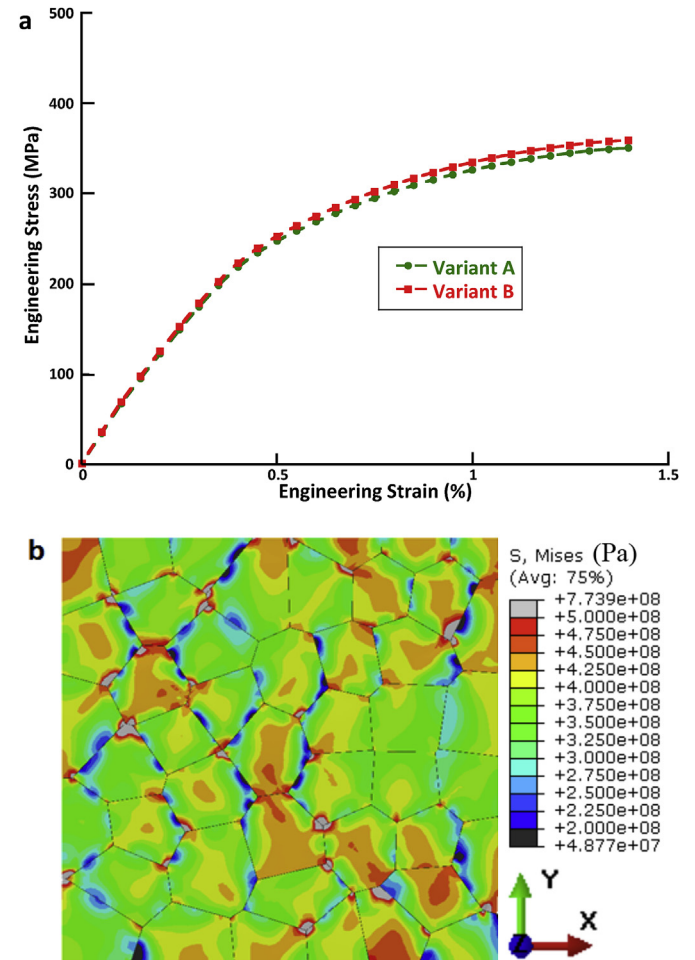 a
500
400
300
200
100
0
Engineering Stress (MPa)
Variant A
Variant B
0
0.5
1
1.5
Engineering Strain (%)
b
S, Mises (Pa)
(Avg: 75%)
+7.739e+08
+5.000e+08
+4.750e+08
+4.500e+08
+4.250e+08
+4.000e+08
+3.750e+08
+3.500e+08
+3.250e+08
+3.000e+08
+2.750e+08
+2.500e+08
+2.250e+08
+2.000e+08
+4.877e+07
Y
X
Z